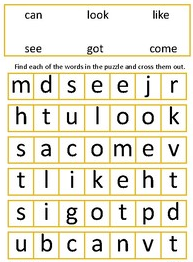 can look like
see got come
Find each of the words in the puzzle and cross them out.
m d s e e j r
h t u l o o k
s a c o m e v
t l i k e h t
s i g o t p d
u b c a n v t